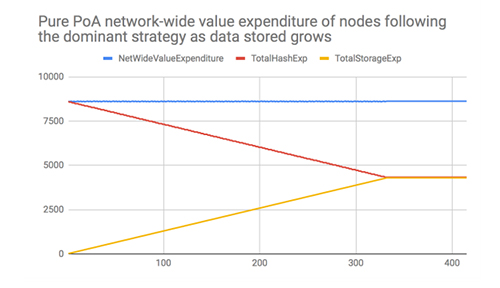 Pure PoA network-wide value expenditure of nodes following
the dominant strategy as data stored grows
NetWideValueExpenditure TotalHashExp TotalStorageExp
10000
7500
5000
2500
0
100 200 300 400